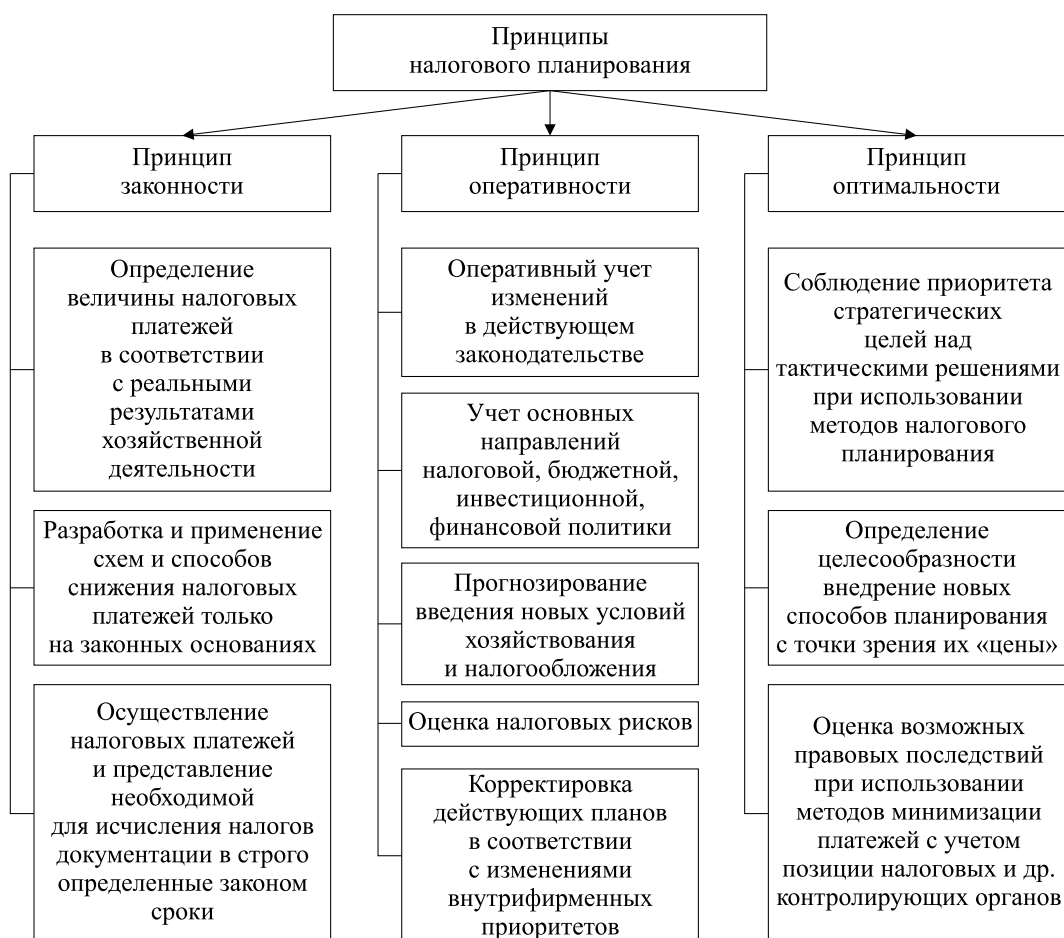 Принципы
налогового планирования
Принцип
законности
Определение
величины налоговых
платежей
в соответствии
с реальными
результатами
хозяйственной
деятельности
Разработка и применение
схем и способов
снижения налоговых
платежей только
на законных основаниях
Осуществление
налоговых платежей
и представление
необходимой
для исчисления налогов
документации в строго
определенные законом
сроки
Принцип
оперативности
Оперативный учет
изменений
в действующем
законодательстве
Учет основных
направлений
налоговой, бюджетной,
инвестиционной,
финансовой политики
Прогнозирование
введения новых условий
хозяйствования
и налогообложения
Оценка налоговых рисков
Корректировка
действующих планов
в соответствии
с изменениями
внутрифирменных
приоритетов
Принцип
оптимальности
Соблюдение приоритета
стратегических
целей над
тактическими решениями
при использовании
методов налогового
планирования
Определение
целесообразности
внедрение новых
способов планирования
с точки зрения их «цены»
Оценка возможных
правовых последствий
при использовании
методов минимизации
платежей с учетом
позиции налоговых и др.
контролирующих органов